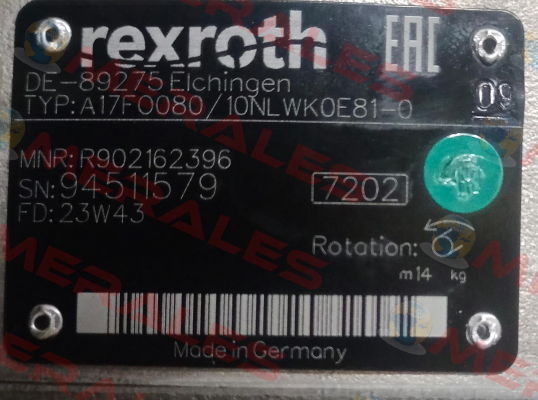 rexroth EAC
DE-89275 Elchingen
TYP: A17FO080/10NLWK0E81-0
09
MNR: R902162396
SN: 94511579
7202
FD: 23W43
Rotation:
m14 kg
Made in Germany
MERALES